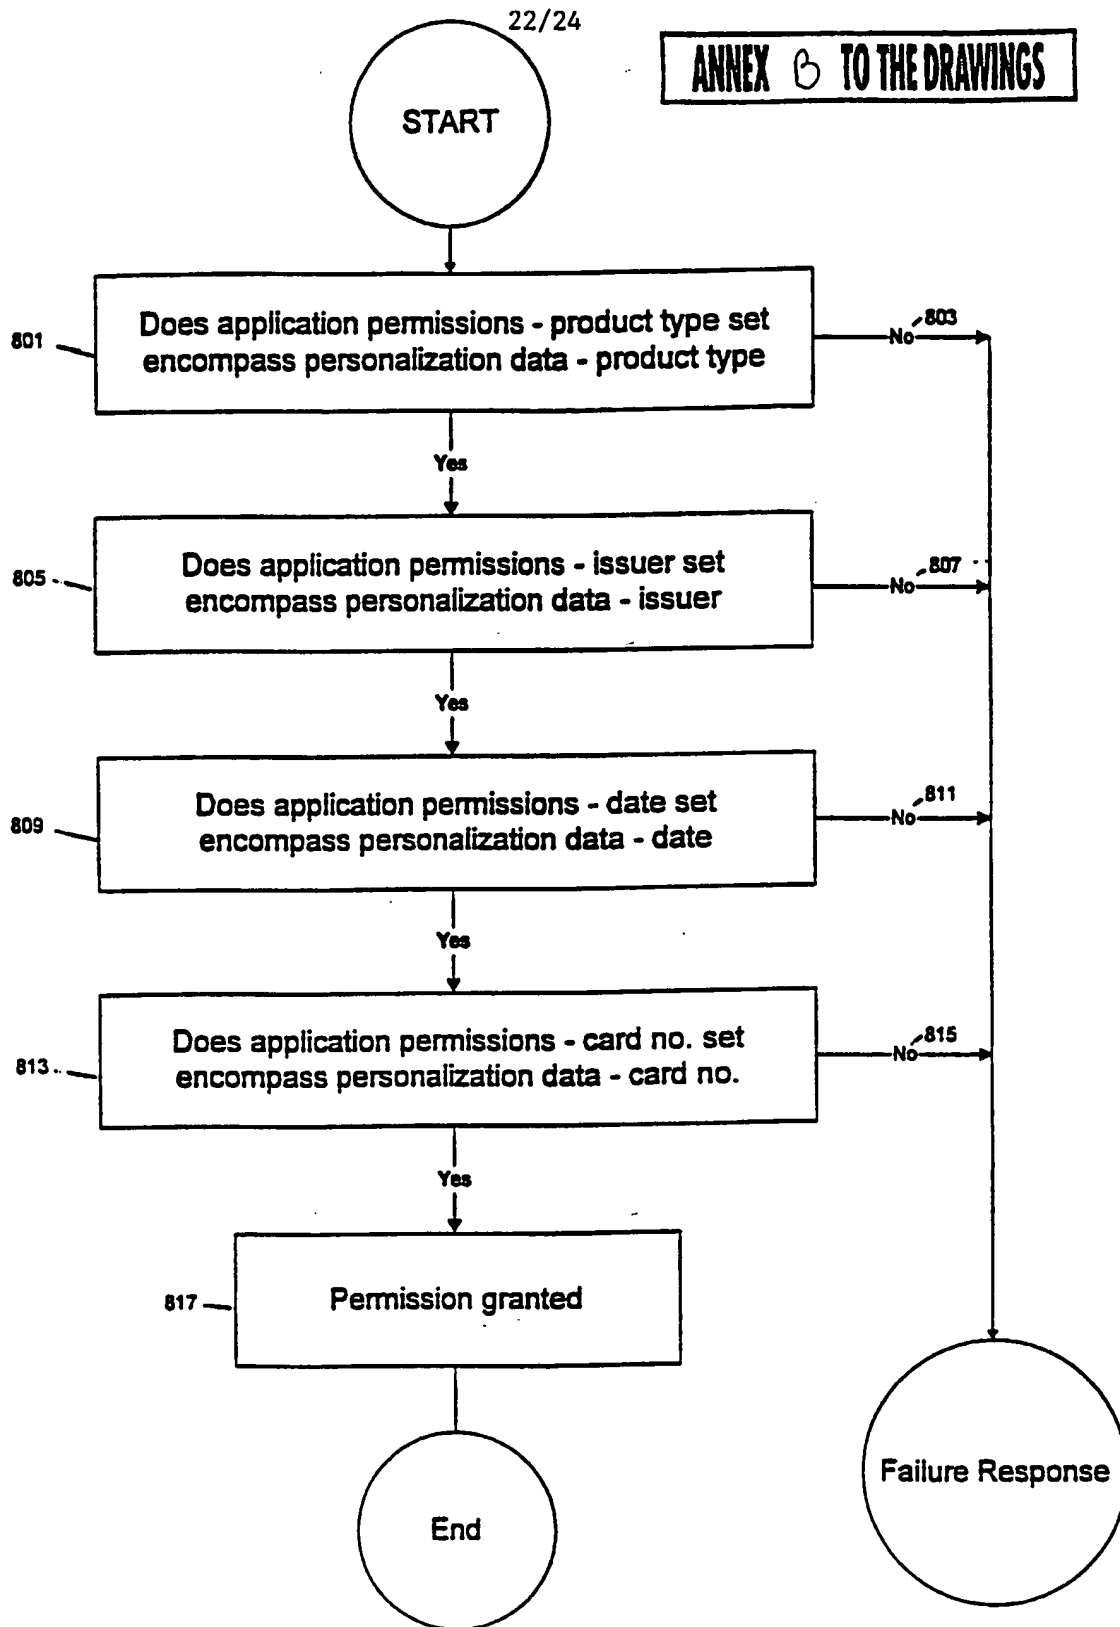 22/24
ANNEX B TO THE DRAWINGS
START
801
Does application permissions - product type set
encompass personalization data - product type
No
803
Yes
805
Does application permissions - issuer set
encompass personalization data - issuer
No
807
Yes
809
Does application permissions - date set
encompass personalization data - date
No
811
Yes
813
Does application permissions - card no. set
encompass personalization data - card no.
No
815
Yes
817
Permission granted
Failure Response
End